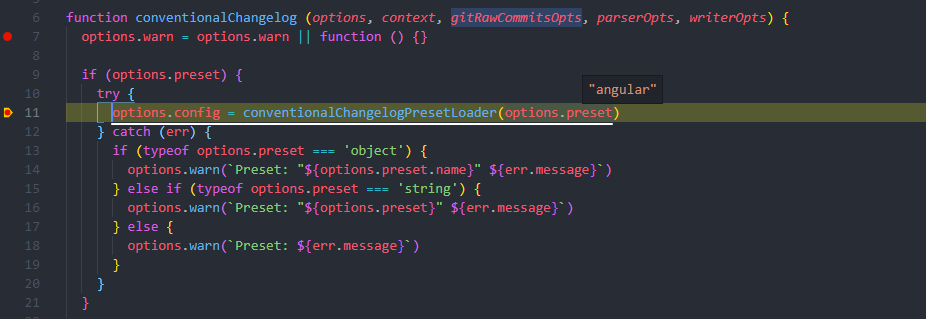 6 function conventionalChangelog (options, context, gitRawCommitsOpts, parserOpts, writerOpts) {
7 options.warn = options.warn || function () {}
8
9 if (options.preset) {
10 try {
"angular"
11 options.config = conventionalChangelogPresetLoader(options.preset)
12 } catch (err) {
13 if (typeof options.preset === 'object') {
14 options.warn(`Preset: "${options.preset.name}" ${err.message}`)
15 } else if (typeof options.preset === 'string') {
16 options.warn(`Preset: "${options.preset}" ${err.message}`)
17 } else {
18 options.warn(`Preset: ${err.message}`)
19 }
20 }
21 }